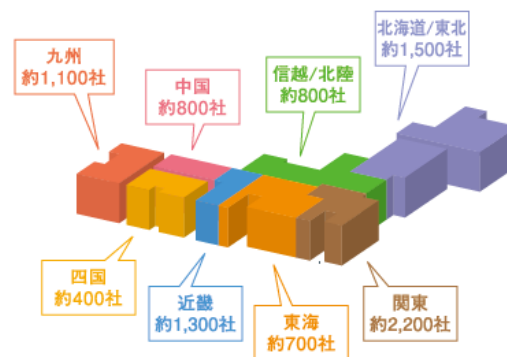 北海道/東北
約1,500社
九州
約1,100社
中国
約800社
信越/北陸
約800社
四国
約400社
近畿
約1,300社
東海
約700社
関東
約2,200社